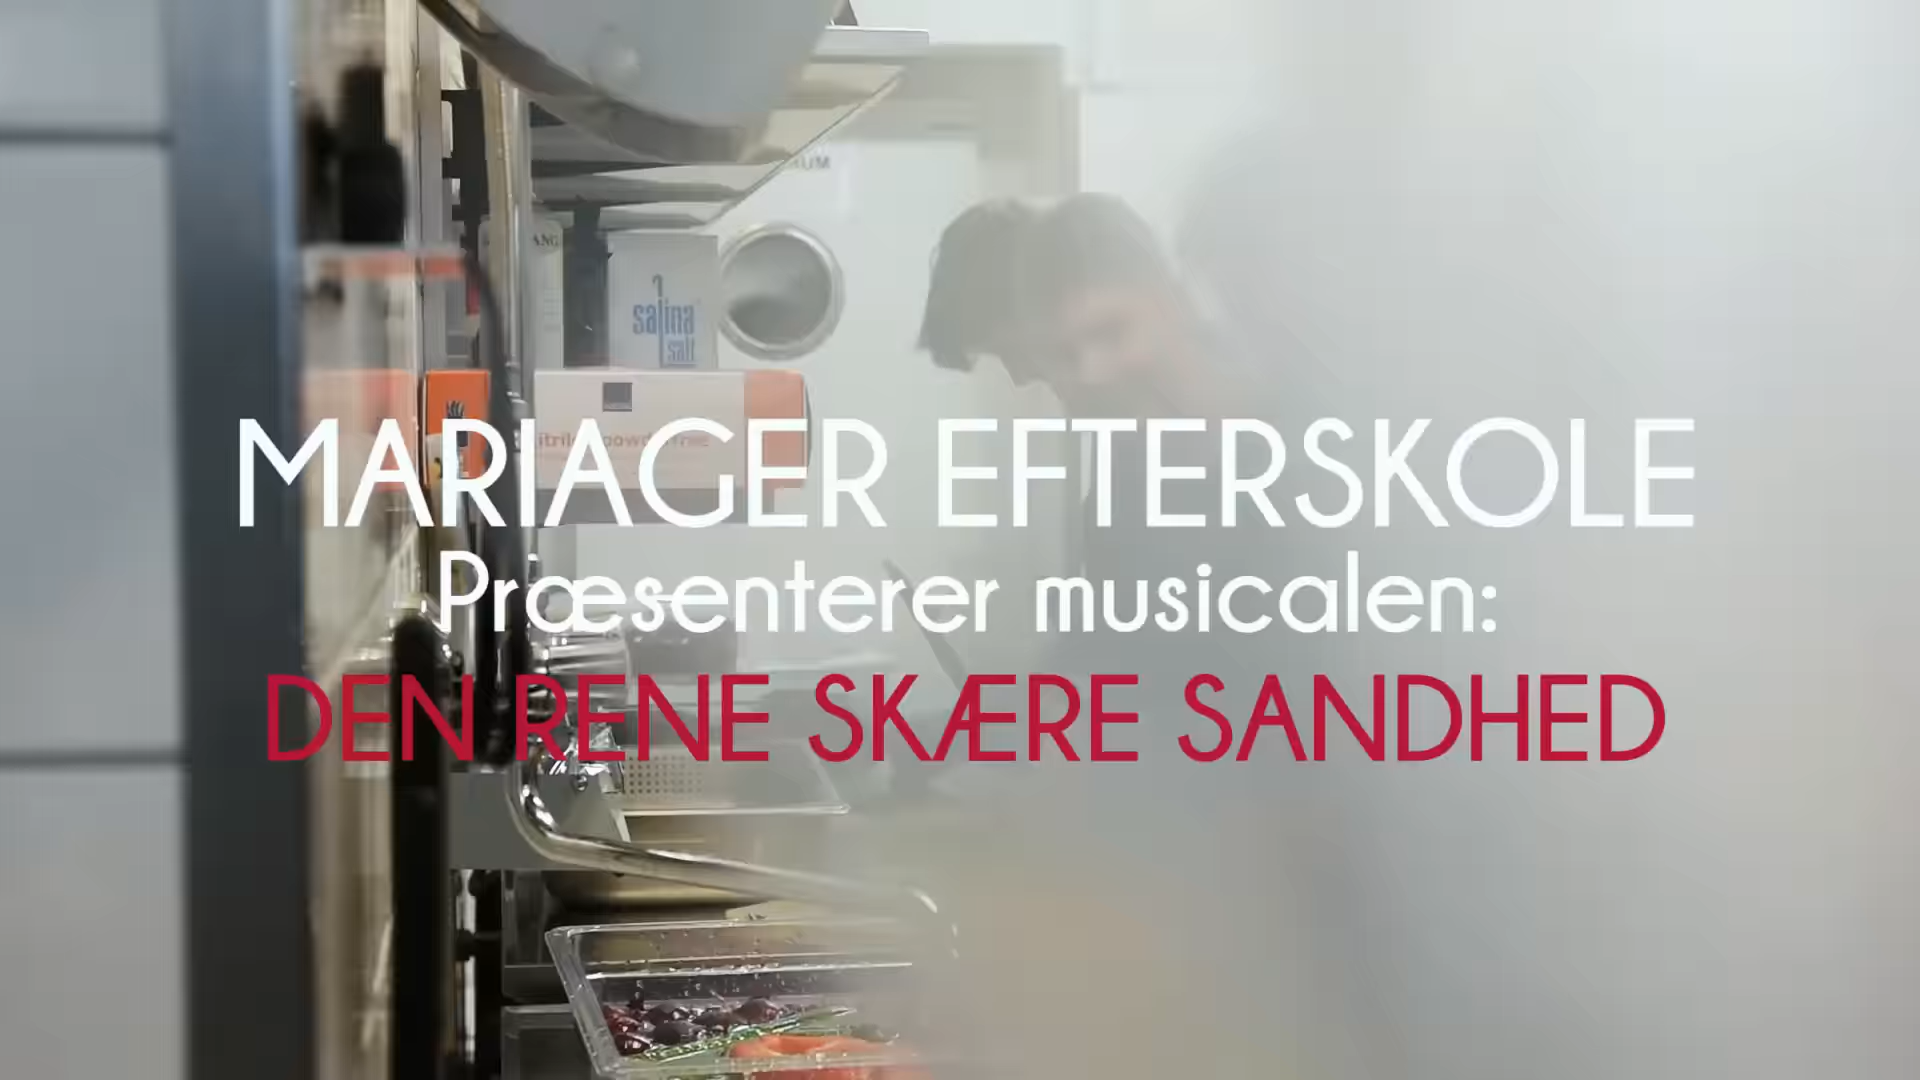 salina
salt
MARIAGER EFTERSKOLE
Præsenterer musicalen:
DEN RENE SKÆRE SANDHED